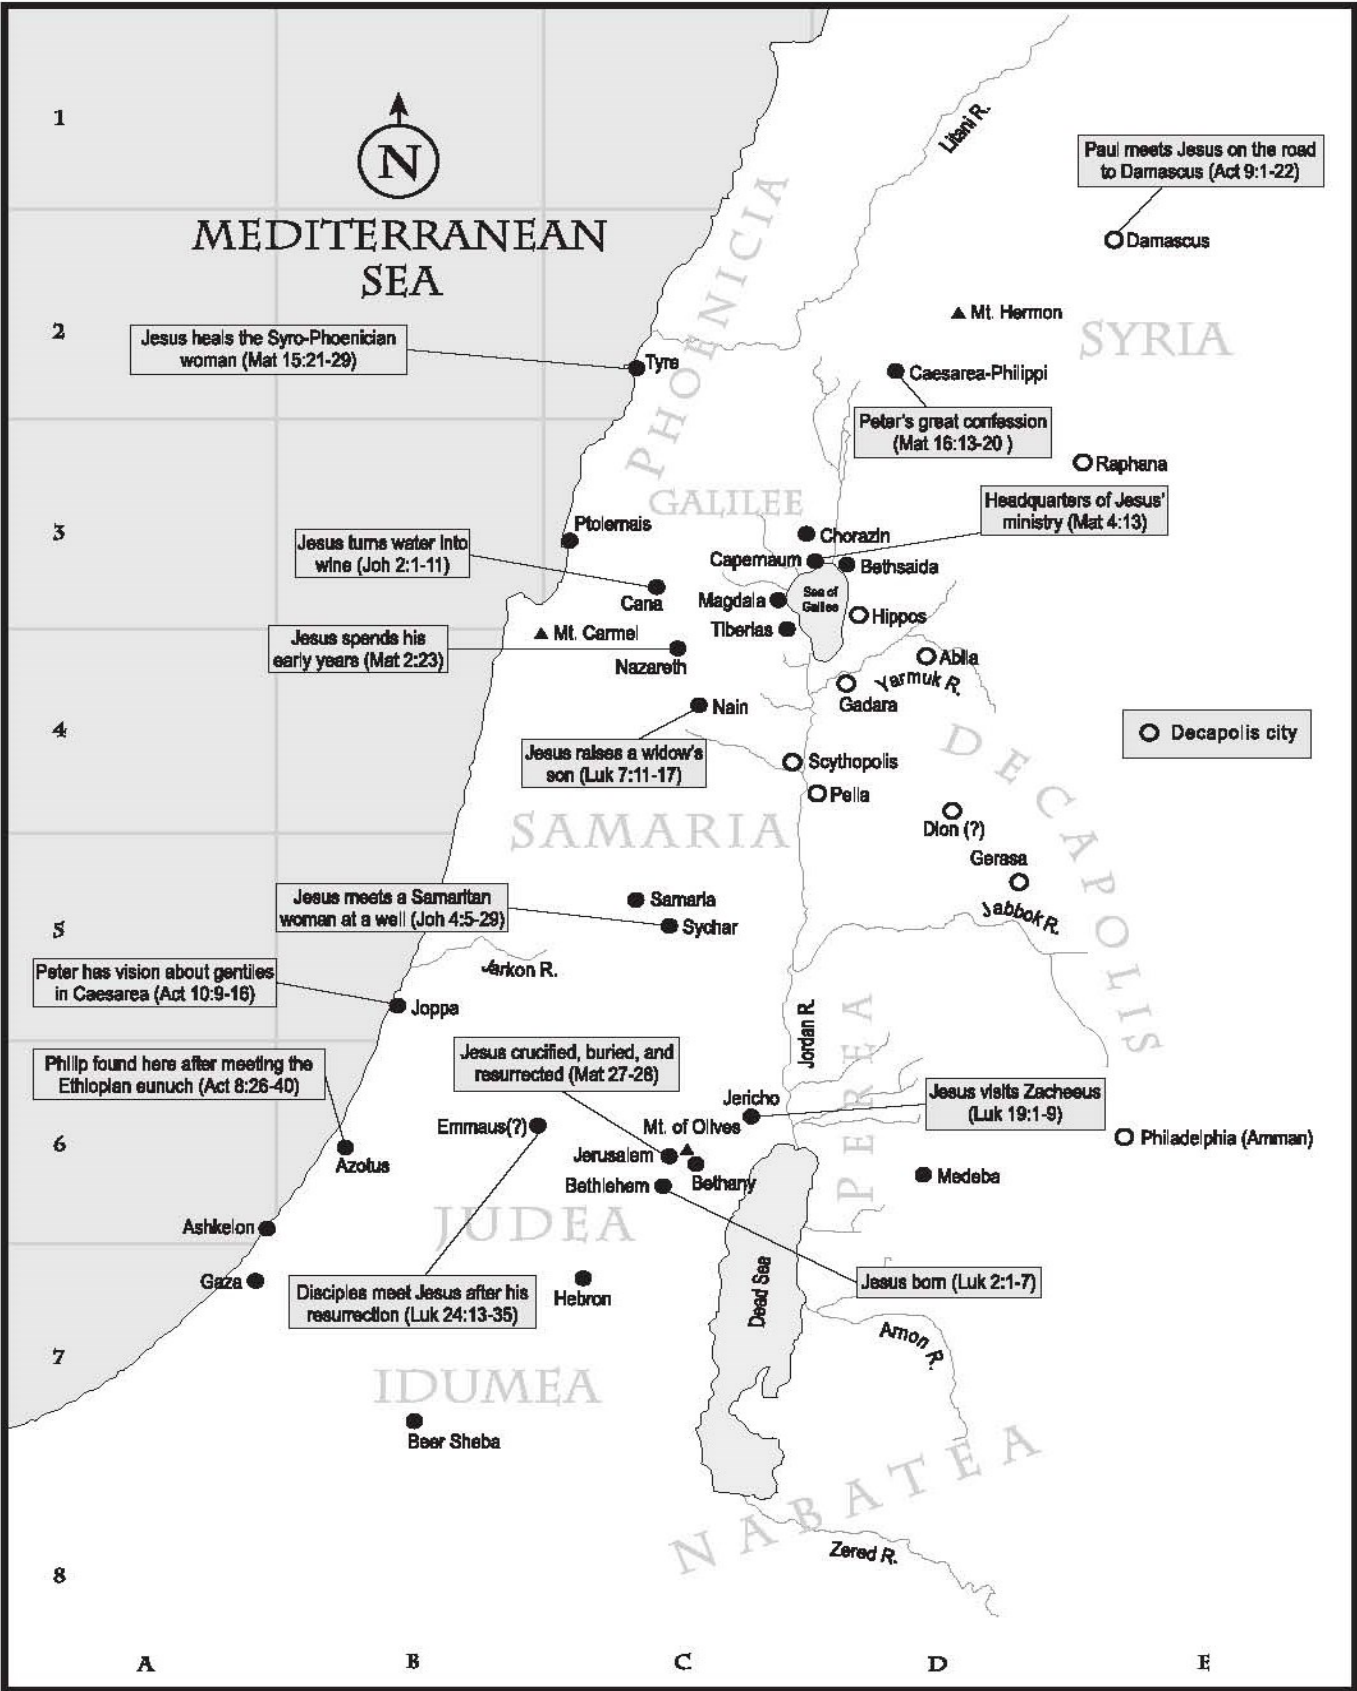 1
Litani R.
Paul meets Jesus on the road
to Damascus (Act 9:1-22)
N
PHOENICIA
MEDITERRANEAN
SEA
Damascus
Mt. Hermon
2
SYRIA
Jesus heals the Syro-Phoenician
woman (Mat 15:21-29)
Tyre
Caesarea-Philippi
Peter's great confession
(Mat 16:13-20 )
Raphana
GALILEE
Headquarters of Jesus'
ministry (Mat 4:13)
3
Ptolemais
Chorazin
Jesus turns water into
wine (Joh 2:1-11)
Capernaum
Bethsaida
Cana
Magdala
Sea of
Galilee
Hippos
Tiberias
Mt. Carmel
Jesus spends his
early years (Mat 2:23)
Nazareth
Abila
Yarmuk R.
Gadara
Nain
4
DECAPOLIS
Decapolis city
Jesus raises a widow's
son (Luk 7:11-17)
Scythopolis
Pella
SAMARIA
Dion (?)
Gerasa
Jesus meets a Samaritan
woman at a well (Joh 4:5-29)
Samaria
Sychar
Jabbok R.
5
Jarkon R.
Peter has vision about gentiles
in Caesarea (Act 10:9-16)
Joppa
Jordan R.
PEREA
Philip found here after meeting the
Ethiopian eunuch (Act 8:26-40)
Jesus crucified, buried, and
resurrected (Mat 27-28)
Jericho
Jesus visits Zacheeus
(Luk 19:1-9)
Emmaus(?)
Mt. of Olives
Philadelphia (Amman)
6
Azotus
Jerusalem
Bethany
Medeba
Bethlehem
JUDEA
Ashkelon
Gaza
Dead Sea
Jesus born (Luk 2:1-7)
Disciples meet Jesus after his
resurrection (Luk 24:13-35)
Hebron
Arnon R.
7
IDUMEA
Beer Sheba
NABATEA
Zered R.
8
A
B
C
D
E